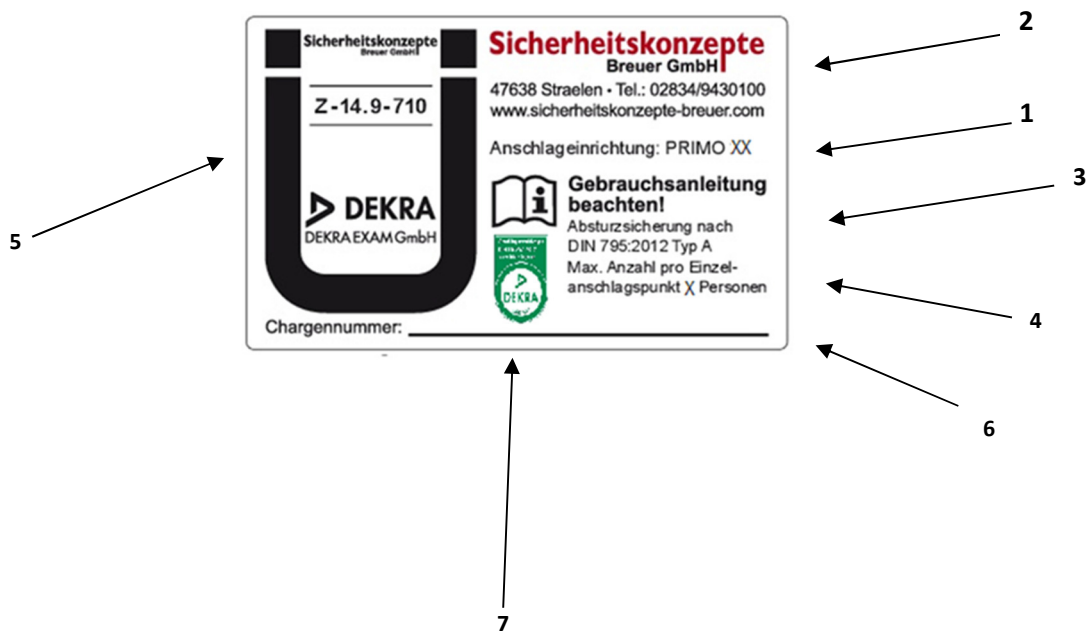 Sicherheitskonzepte
Breuer GmbH
Z-14.9-710
DEKRA
DEKRA EXAM GmbH
Sicherheitskonzepte
Breuer GmbH
47638 Straelen • Tel.: 02834/9430100
www.sicherheitskonzepte-breuer.com
Anschlageinrichtung: PRIMO XX
Gebrauchsanleitung
beachten!
Absturzsicherung nach
DIN 795:2012 Typ A
Max. Anzahl pro Einzel-
anschlagspunkt X Personen
DEKRA
Chargennummer:
2
1
3
5
4
6
7